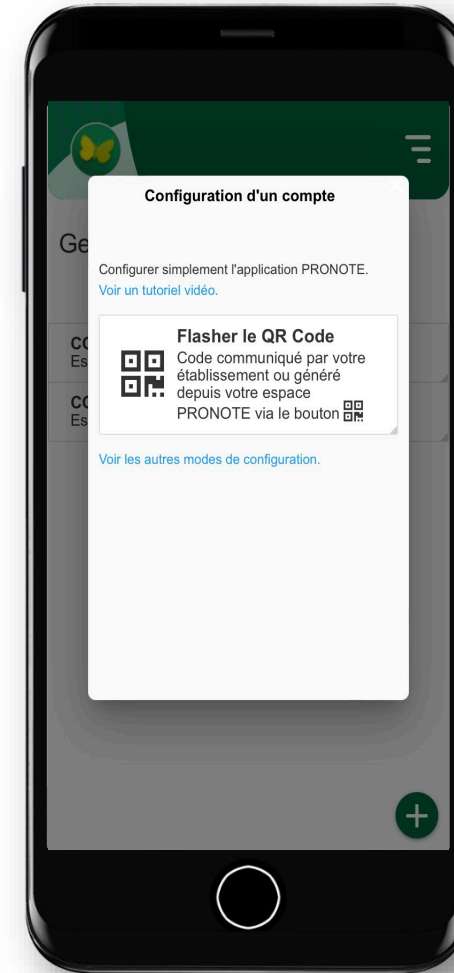 Configuration d'un compte
Ge
Configurer simplement l'application PRONOTE.
Voir un tutoriel vidéo.
CO
Es
Flasher le QR Code
Code communiqué par votre
établissement ou généré
depuis votre espace
PRONOTE via le bouton
CO
Es
Voir les autres modes de configuration.